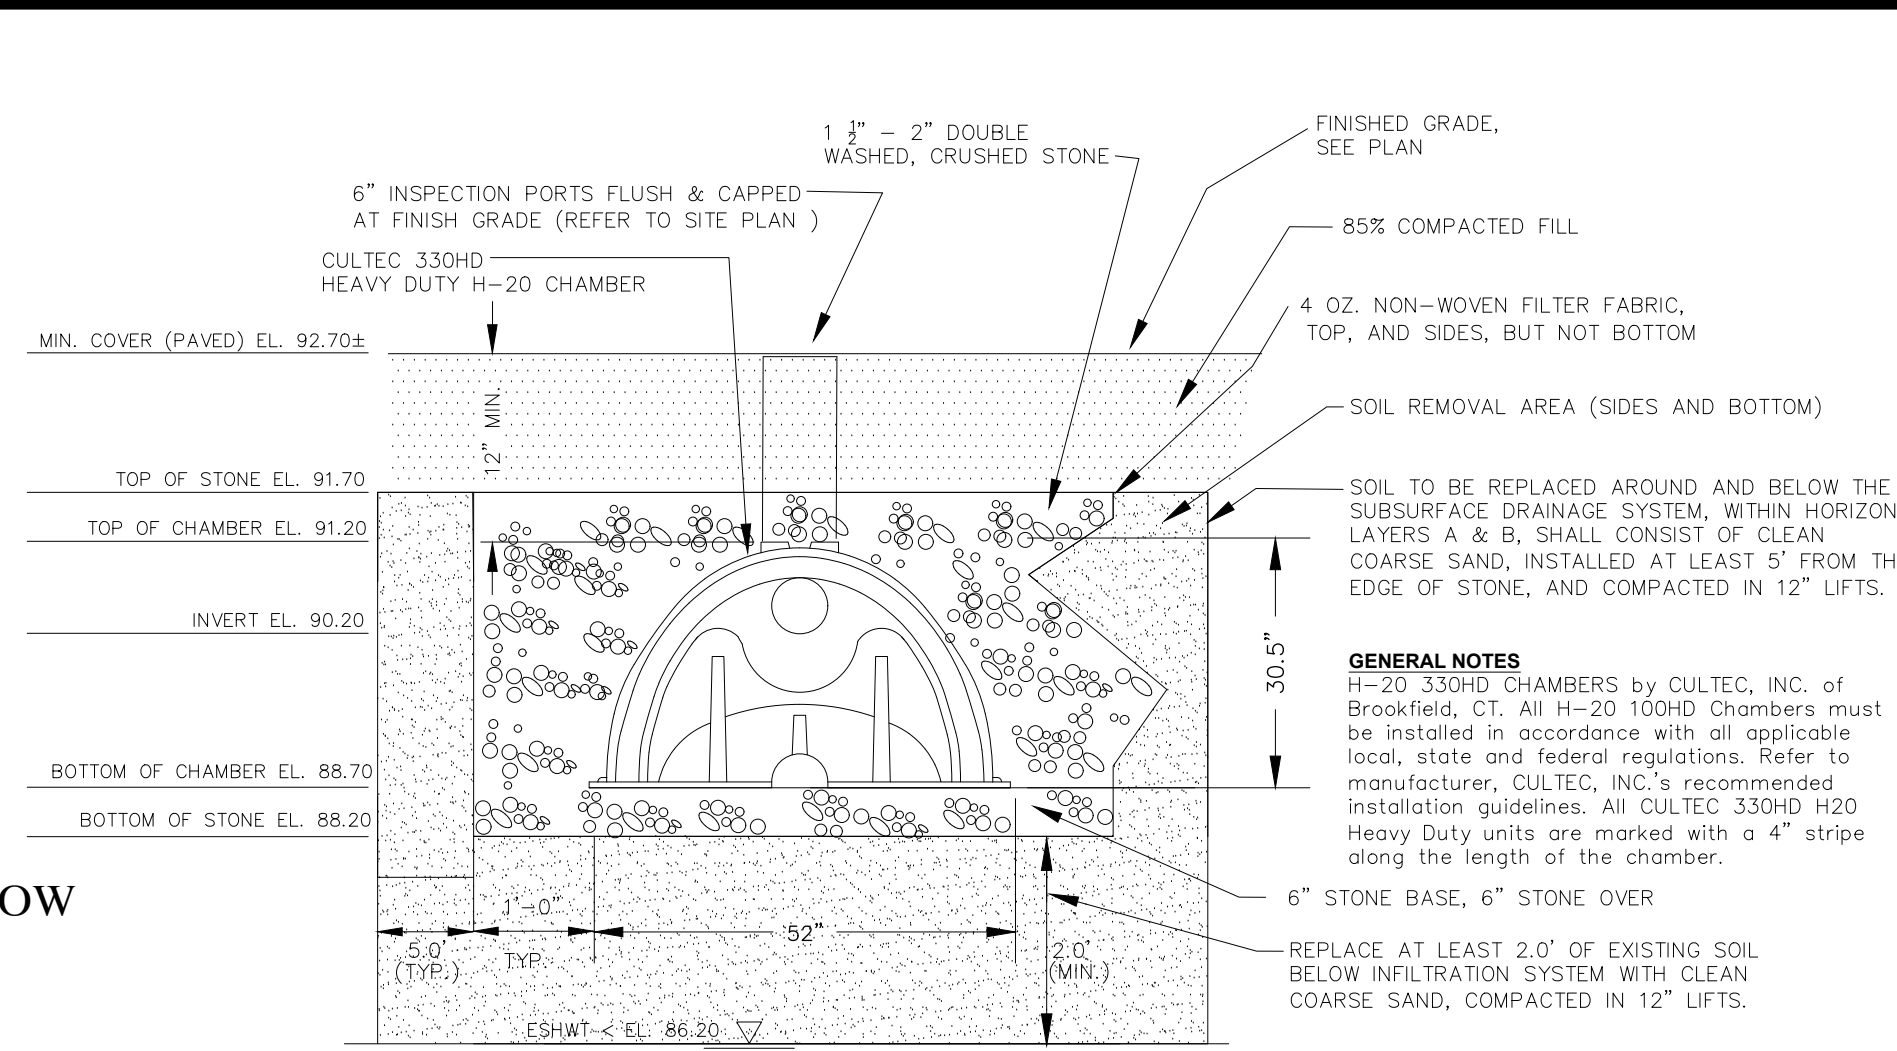 1 ½" – 2" DOUBLE
WASHED, CRUSHED STONE
FINISHED GRADE,
SEE PLAN
6" INSPECTION PORTS FLUSH & CAPPED
AT FINISH GRADE (REFER TO SITE PLAN )
85% COMPACTED FILL
CULTEC 330HD
HEAVY DUTY H-20 CHAMBER
4 OZ. NON-WOVEN FILTER FABRIC,
TOP, AND SIDES, BUT NOT BOTTOM
MIN. COVER (PAVED) EL. 92.70±
12" MIN.
SOIL REMOVAL AREA (SIDES AND BOTTOM)
TOP OF STONE EL. 91.70
TOP OF CHAMBER EL. 91.20
INVERT EL. 90.20
BOTTOM OF CHAMBER EL. 88.70
BOTTOM OF STONE EL. 88.20
SOIL TO BE REPLACED AROUND AND BELOW THE
SUBSURFACE DRAINAGE SYSTEM, WITHIN HORIZON
LAYERS A & B, SHALL CONSIST OF CLEAN
COARSE SAND, INSTALLED AT LEAST 5' FROM TH
EDGE OF STONE, AND COMPACTED IN 12" LIFTS.
30.5"
GENERAL NOTES
H-20 330HD CHAMBERS by CULTEC, INC. of
Brookfield, CT. All H-20 100HD Chambers must
be installed in accordance with all applicable
local, state and federal regulations. Refer to
manufacturer, CULTEC, INC.'s recommended
installation guidelines. All CULTEC 330HD H20
Heavy Duty units are marked with a 4" stripe
along the length of the chamber.
6" STONE BASE, 6" STONE OVER
OW
5.0'
(TYP.)
1'-0"
TYP.
52"
2.0'
(MIN.)
REPLACE AT LEAST 2.0' OF EXISTING SOIL
BELOW INFILTRATION SYSTEM WITH CLEAN
COARSE SAND, COMPACTED IN 12" LIFTS.
ESHWT < EL. 86.20